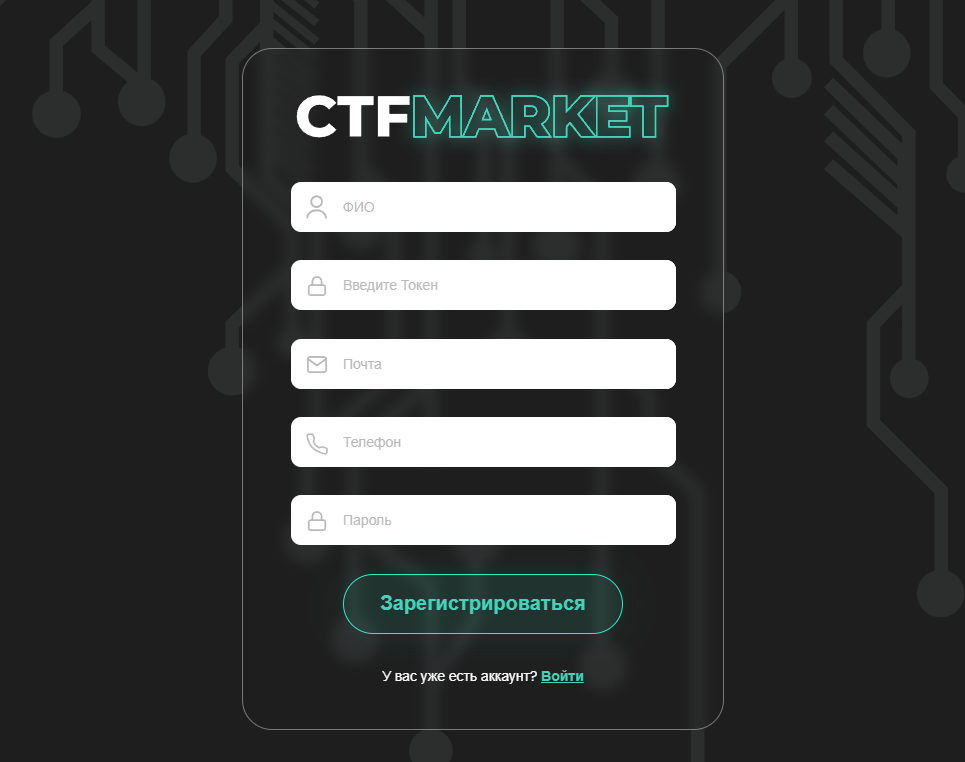 CTFMARKET
ФИО
Введите Токен
Почта
Телефон
Пароль
Зарегистрироваться
У вас уже есть аккаунт? Войти